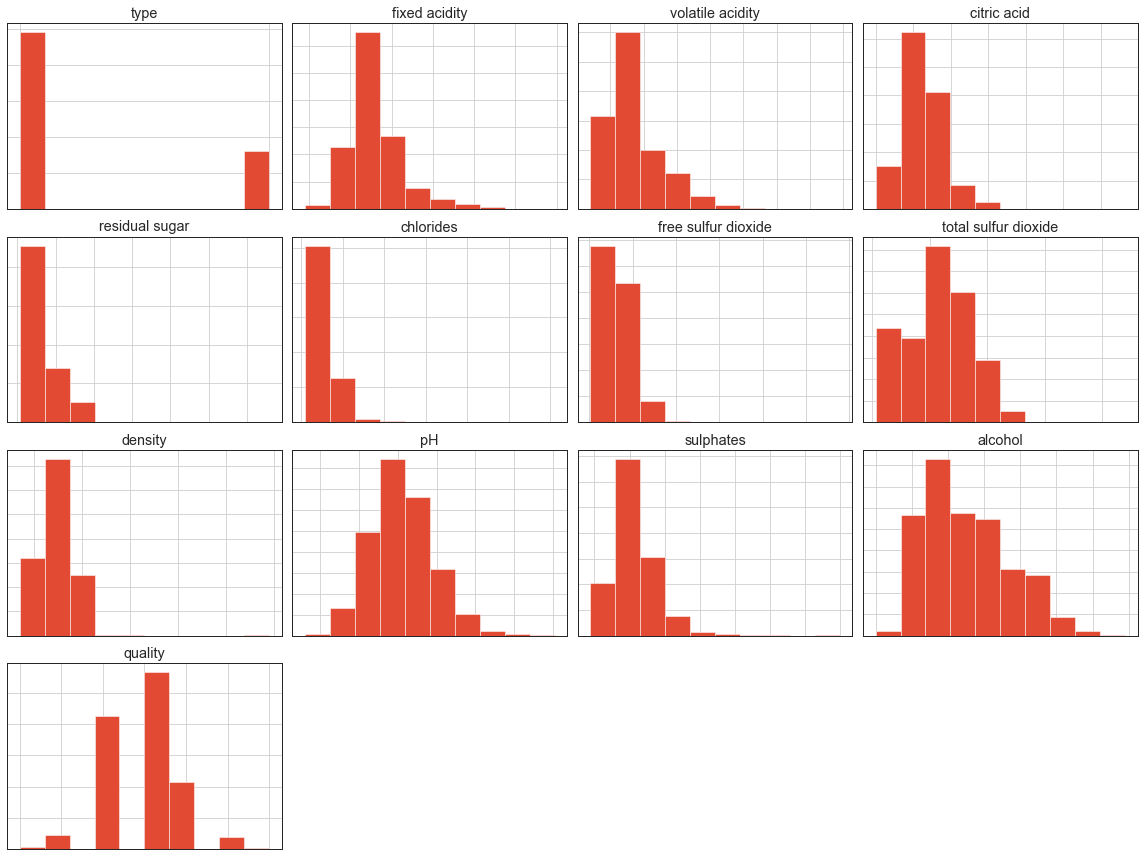 type
fixed acidity
volatile acidity
citric acid
residual sugar
chlorides
free sulfur dioxide
total sulfur dioxide
density
pH
sulphates
alcohol
quality